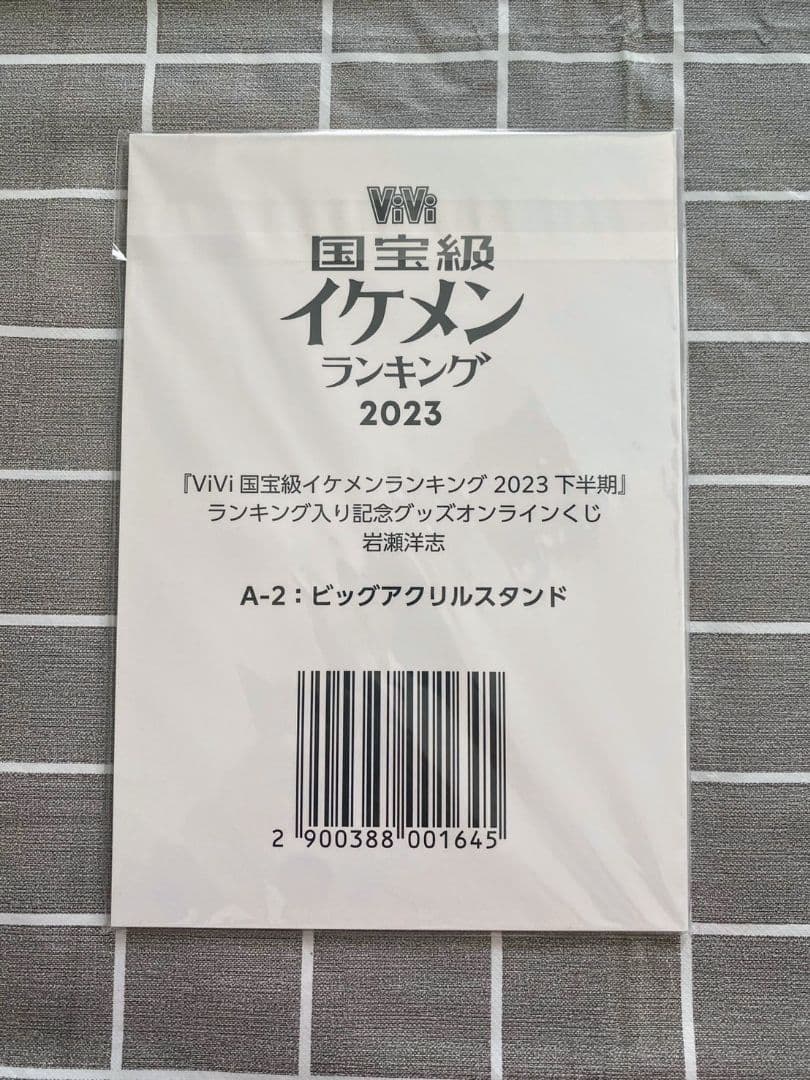 ViVi
国宝級
イケメン
ランキング
2023
『ViVi 国宝級イケメンランキング 2023 下半期』
ランキング入り記念グッズオンラインくじ
岩瀬洋志
A-2：ビッグアクリルスタンド
2 900388 001645